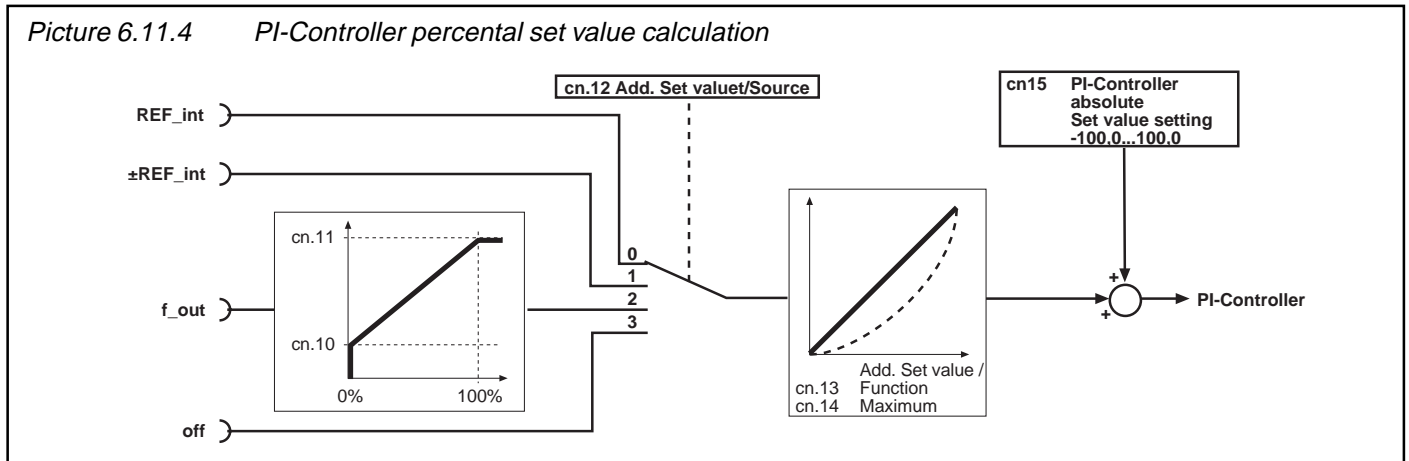 Picture 6.11.4 PI-Controller percental set value calculation
cn.12 Add. Set valuet/Source
cn15 PI-Controller
absolute
Set value setting
-100,0...100,0
REF_int
±REF_int
cn.11
cn.10
0% 100%
f_out
off
0
1
2
3
Add. Set value /
cn.13 Function
cn.14 Maximum
+
+
PI-Controller